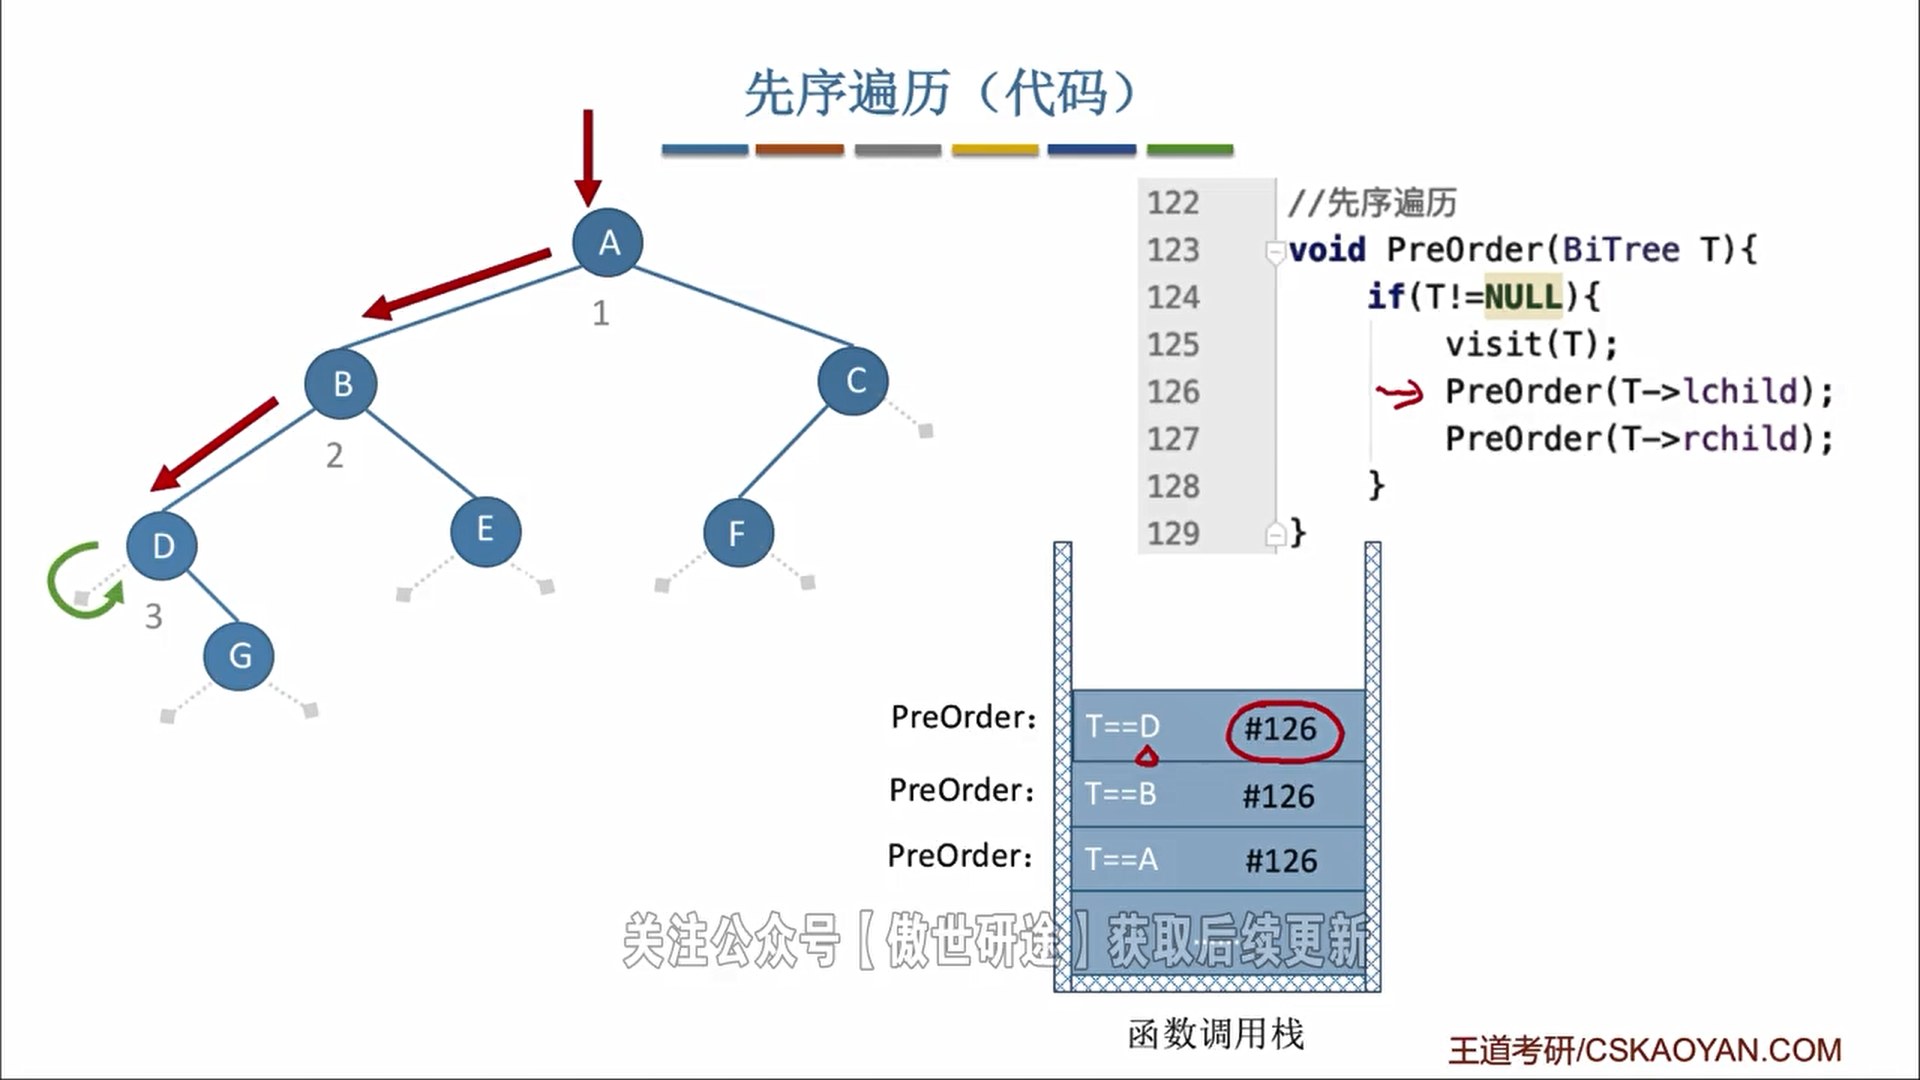 先序遍历（代码）
A
1
B
C
2
D
E
F
3
G
122 //先序遍历
123 void PreOrder(BiTree T){
124 if(T!=NULL){
125 visit(T);
126 PreOrder(T->lchild);
127 PreOrder(T->rchild);
128 }
129 }
PreOrder： T==D #126
PreOrder： T==B #126
PreOrder： T==A #126
......
关注公众号【傲世研途】获取后续更新
函数调用栈
王道考研/CSKAOYAN.COM